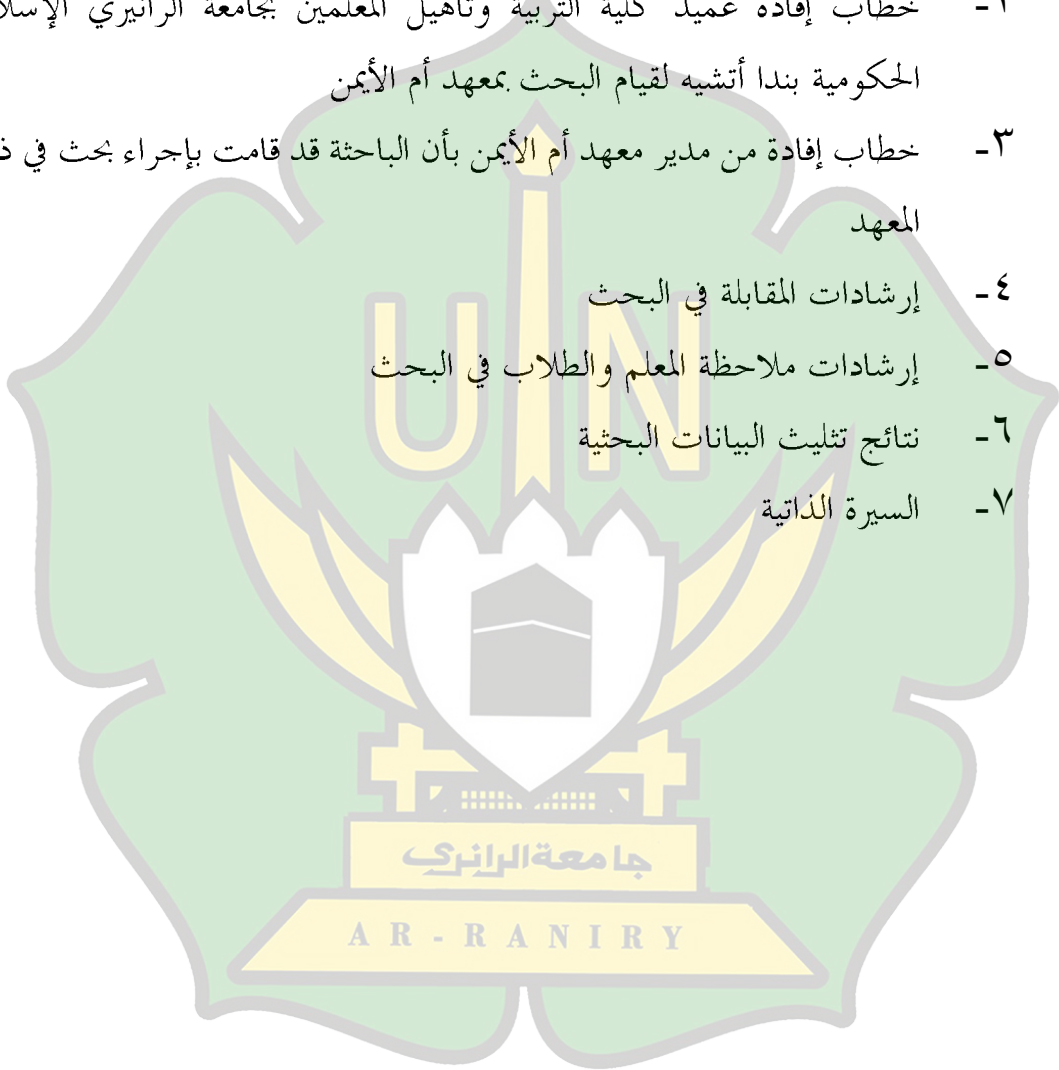 خطاب إفادة عميد كلية التربية وتأهيل المعلمين بجامعة الرانيري
الحكومية بندا أتشيه لقيام البحث بمعهد أم الأيمن
٣- خطاب إفادة من مدير معهد أم الأيمن بأن الباحثة قد قامت بإجراء بحث في
المعهد
٤- إرشادات المقابلة في البحث
٥- إرشادات ملاحظة المعلم والطلاب في البحث
٦- نتائج تثليث البيانات البحثية
٧- السيرة الذاتية
UIN
جامعة الرانري
AR-RANIRY